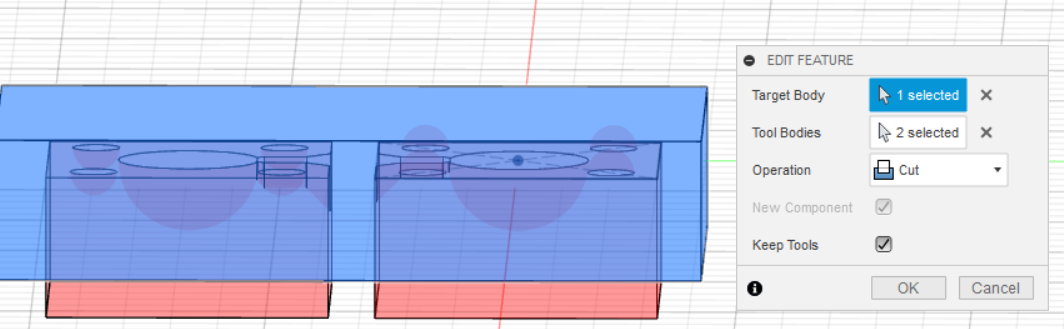 EDIT FEATURE
Target Body 1 selected
Tool Bodies 2 selected
Operation Cut
New Component
Keep Tools
OK Cancel